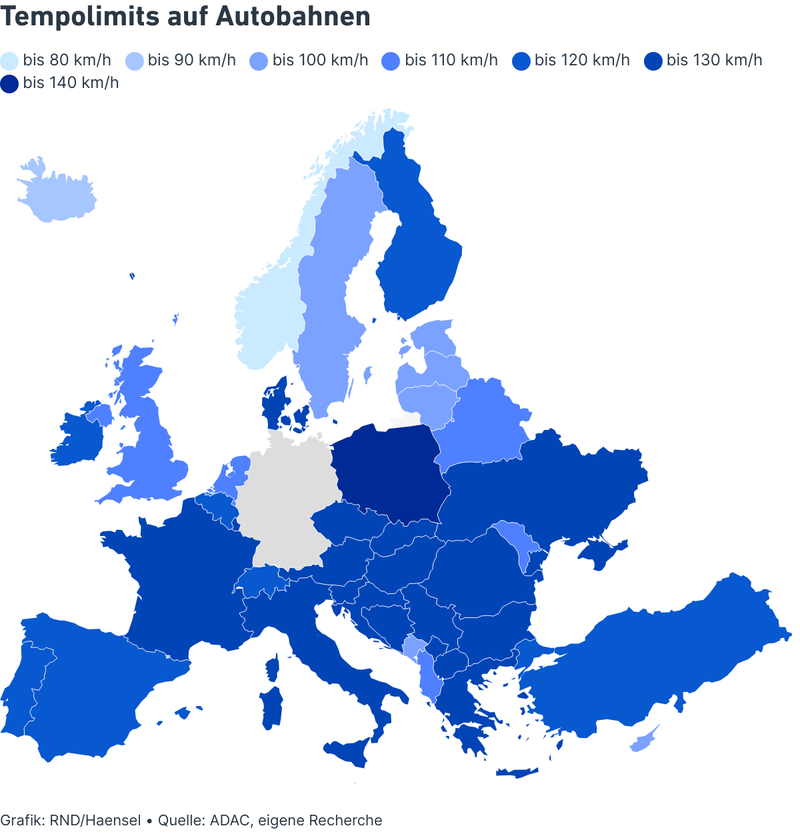 Tempolimits auf Autobahnen
bis 80 km/h bis 90 km/h bis 100 km/h bis 110 km/h bis 120 km/h bis 130 km/h
bis 140 km/h
Grafik: RND/Haensel • Quelle: ADAC, eigene Recherche